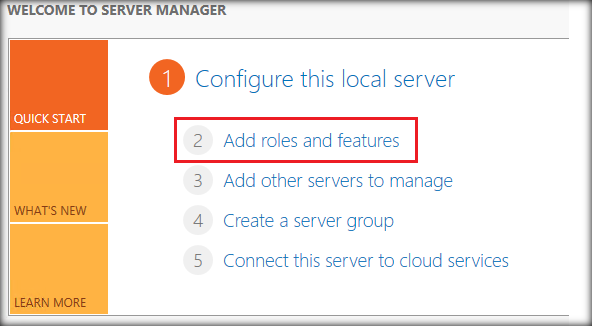 WELCOME TO SERVER MANAGER
QUICK START
WHAT'S NEW
LEARN MORE
1 Configure this local server
2 Add roles and features
3 Add other servers to manage
4 Create a server group
5 Connect this server to cloud services